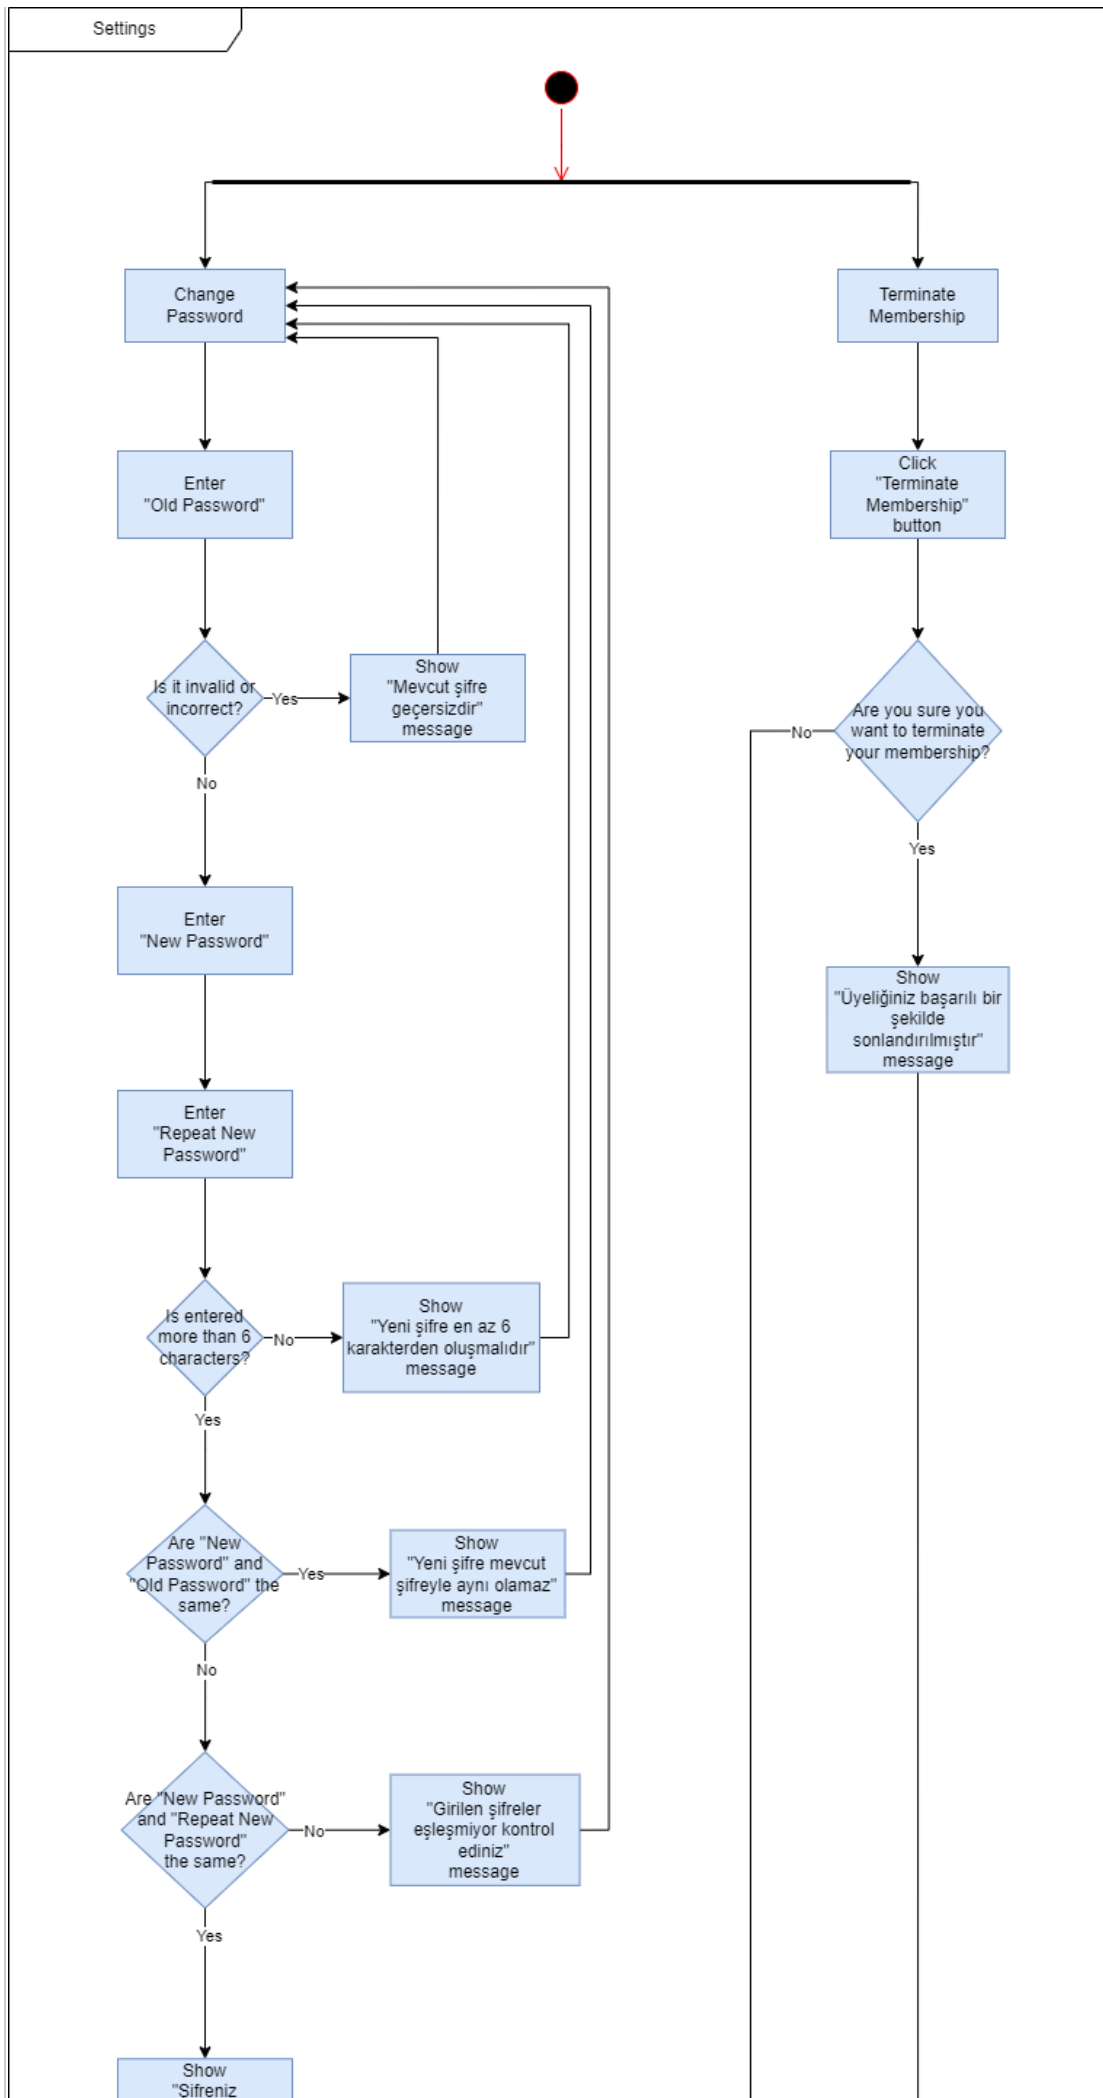 Settings
Change
Password
Terminate
Membership
Enter
"Old Password"
Click
"Terminate
Membership"
button
Is it invalid or
incorrect?
Yes
Show
"Mevcut şifre
geçersizdir"
message
No
Are you sure you
want to terminate
your membership?
No
Yes
Enter
"New Password"
Show
"Üyeliğiniz başarılı bir
şekilde
sonlandırılmıştır"
message
Enter
"Repeat New
Password"
Is entered
more than 6
characters?
No
Show
"Yeni şifre en az 6
karakterden oluşmalıdır"
message
Yes
Are "New
Password" and
"Old Password" the
same?
Yes
Show
"Yeni şifre mevcut
şifreyle aynı olamaz"
message
No
Are "New Password"
and "Repeat New
Password"
the same?
No
Show
"Girilen şifreler
eşleşmiyor kontrol
ediniz"
message
Yes
Show
"Sifreniz